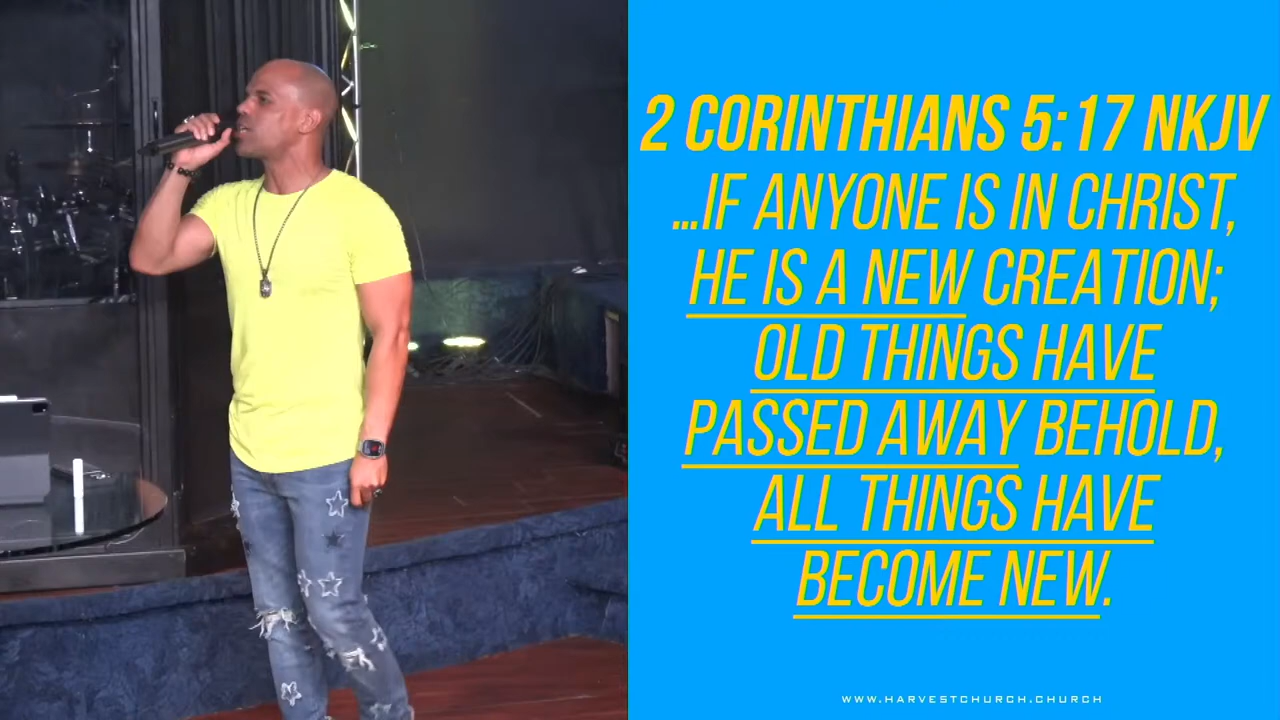 2 CORINTHIANS 5:17 NKJV
...IF ANYONE IS IN CHRIST,
HE IS A NEW CREATION;
OLD THINGS HAVE
PASSED AWAY BEHOLD,
ALL THINGS HAVE
BECOME NEW.
WWW.HARVESTCHURCH.CHURCH